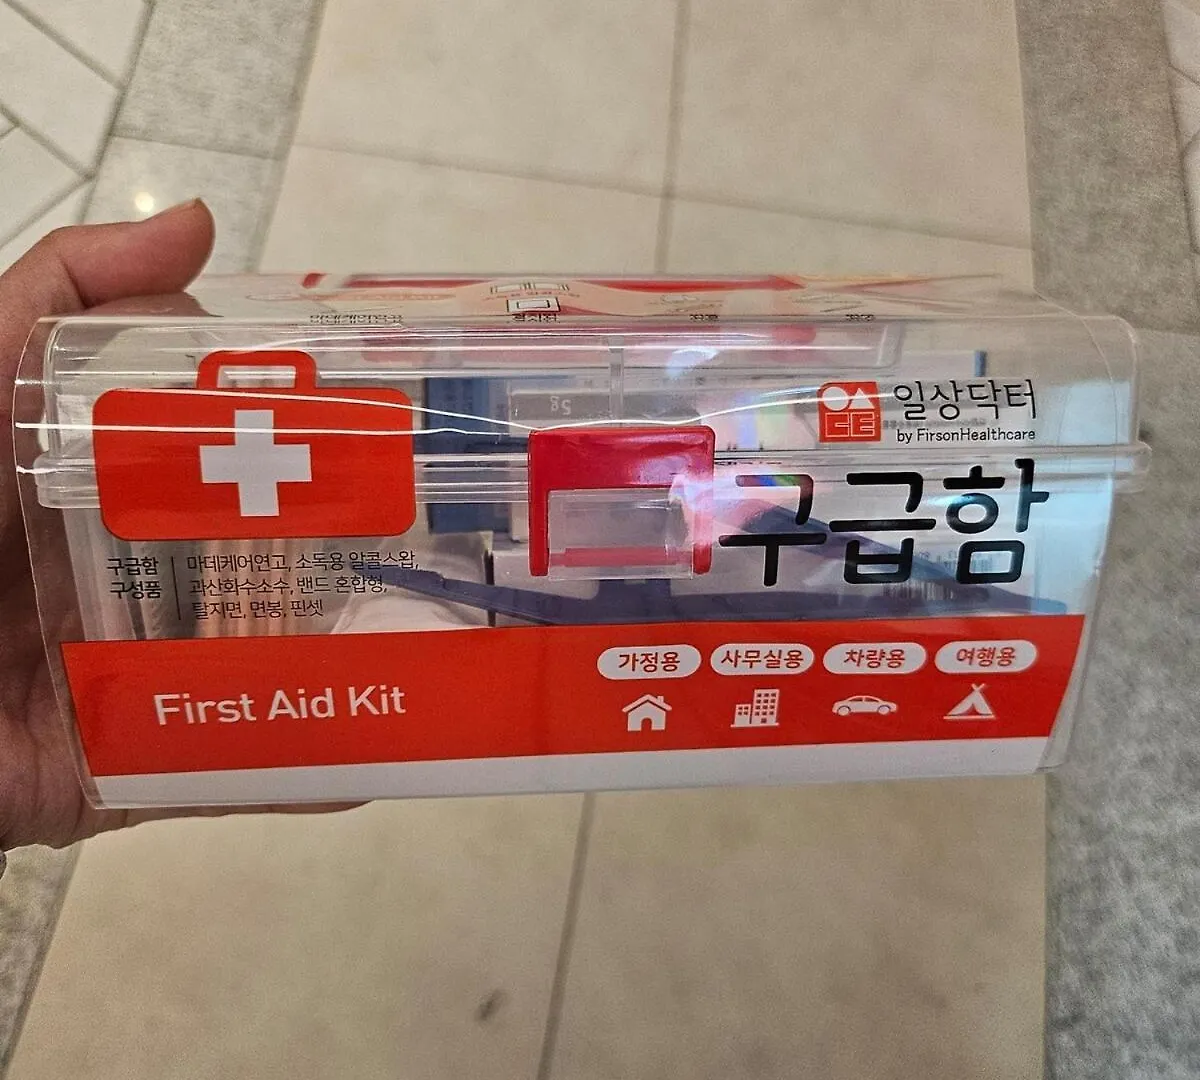 5g
일상닥터
by FirsonHealthcare
구급함
구급함
구성품
마데케어연고, 소독용 알콜스왑,
과산화수소수, 밴드 혼합형,
탈지면, 면봉, 핀셋
First Aid Kit
가정용 사무실용 차량용 여행용